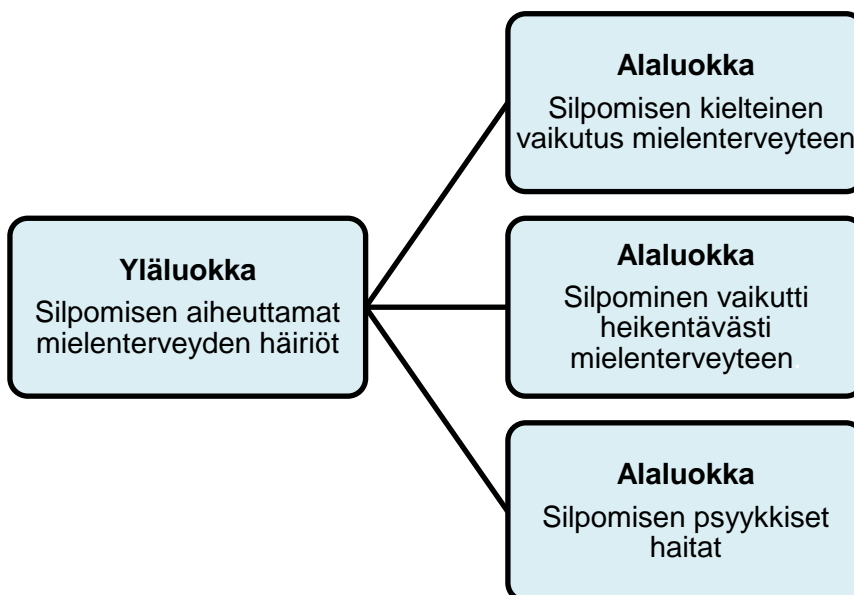 Alaluokka
Silpomisen kielteinen
vaikutus mielenterveyteen
Yläluokka
Silpomisen aiheuttamat
mielenterveyden häiriöt
Alaluokka
Silpominen vaikutti
heikentävästi
mielenterveyteen
Alaluokka
Silpomisen psyykkiset
haitat